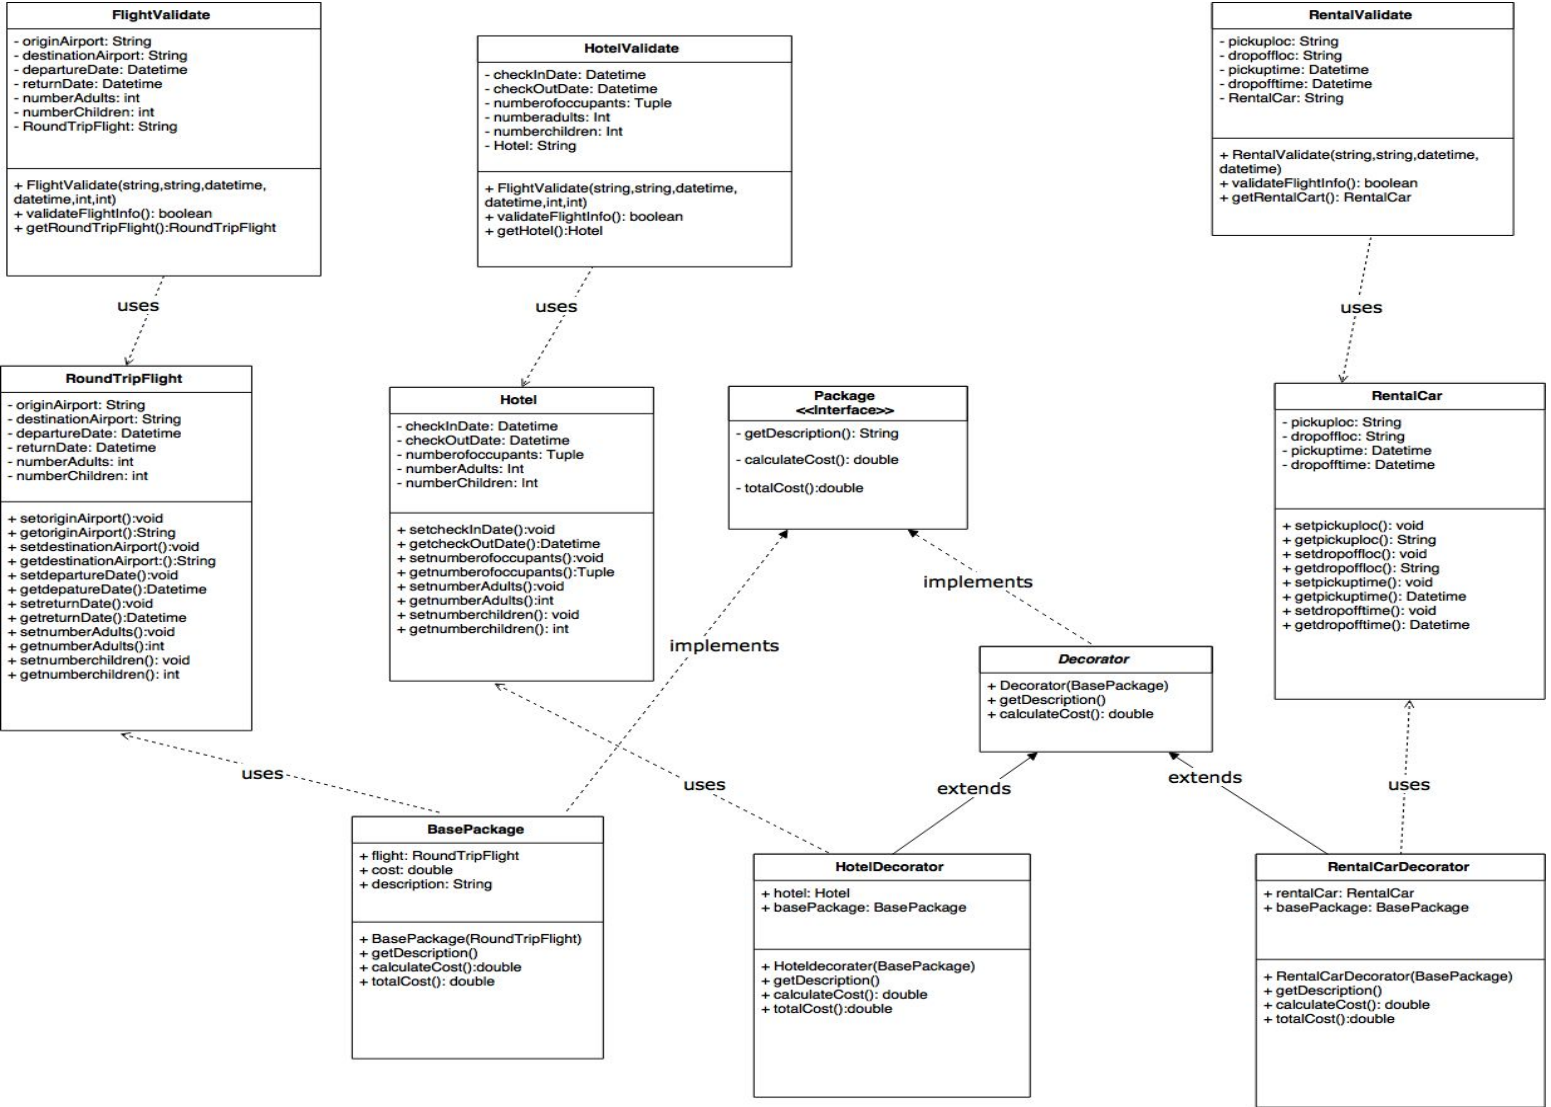 FlightValidate
- originAirport: String
- destinationAirport: String
- departureDate: Datetime
- returnDate: Datetime
- numberAdults: int
- numberChildren: int
- RoundTripFlight: String
+ FlightValidate(string,string,datetime,
datetime,int,int)
+ validateFlightInfo(): boolean
+ getRoundTripFlight():RoundTripFlight
HotelValidate
- checkInDate: Datetime
- checkOutDate: Datetime
- numberofoccupants: Tuple
- numberadults: Int
- numberchildren: Int
- Hotel: String
+ FlightValidate(string,string,datetime,
datetime,int,int)
+ validateFlightInfo(): boolean
+ getHotel():Hotel
RentalValidate
- pickuploc: String
- dropoffloc: String
- pickuptime: Datetime
- dropofftime: Datetime
- RentalCar: String
+ RentalValidate(string,string,datetime,
datetime)
+ validateFlightInfo(): boolean
+ getRentalCart(): RentalCar
uses
uses
uses
RoundTripFlight
- originAirport: String
- destinationAirport: String
- departureDate: Datetime
- returnDate: Datetime
- numberAdults: int
- numberChildren: int
+ setoriginAirport():void
+ getoriginAirport():String
+ setdestinationAirport():void
+ getdestinationAirport:():String
+ setdepartureDate():void
+ getdepatureDate():Datetime
+ setreturnDate():void
+ getreturnDate():Datetime
+ setnumberAdults():void
+ getnumberAdults():int
+ setnumberchildren(): void
+ getnumberchildren(): int
Hotel
- checkInDate: Datetime
- checkOutDate: Datetime
- numberofoccupants: Tuple
- numberAdults: Int
- numberChildren: Int
+ setcheckInDate():void
+ getcheckOutDate():Datetime
+ setnumberofoccupants():void
+ getnumberofoccupants():Tuple
+ setnumberAdults():void
+ getnumberAdults():int
+ setnumberchildren(): void
+ getnumberchildren(): int
Package
<<Interface>>
- getDescription(): String
- calculateCost(): double
- totalCost():double
RentalCar
- pickuploc: String
- dropoffloc: String
- pickuptime: Datetime
- dropofftime: Datetime
+ setpickuploc(): void
+ getpickuploc(): String
+ setdropoffloc(): void
+ getdropoffloc(): String
+ setpickuptime(): void
+ getpickuptime(): Datetime
+ setdropofftime(): void
+ getdropofftime(): Datetime
implements
implements
Decorator
+ Decorator(BasePackage)
+ getDescription()
+ calculateCost(): double
uses
uses
extends
extends
uses
BasePackage
+ flight: RoundTripFlight
+ cost: double
+ description: String
+ BasePackage(RoundTripFlight)
+ getDescription()
+ calculateCost():double
+ totalCost(): double
HotelDecorator
+ hotel: Hotel
+ basePackage: BasePackage
+ Hoteldecorater(BasePackage)
+ getDescription()
+ calculateCost(): double
+ totalCost():double
RentalCarDecorator
+ rentalCar: RentalCar
+ basePackage: BasePackage
+ RentalCarDecorator(BasePackage)
+ getDescription()
+ calculateCost(): double
+ totalCost():double